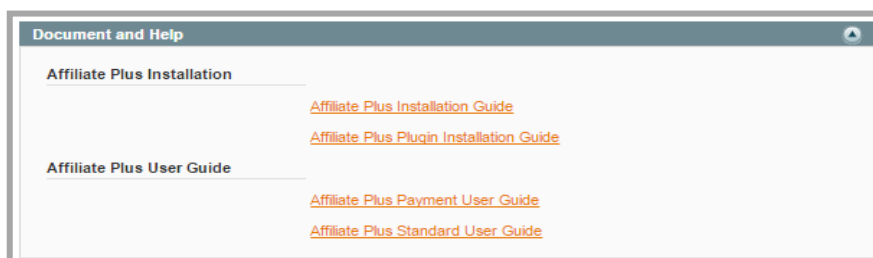 Document and Help
Affiliate Plus Installation
Affiliate Plus Installation Guide
Affiliate Plus Plugin Installation Guide
Affiliate Plus User Guide
Affiliate Plus Payment User Guide
Affiliate Plus Standard User Guide